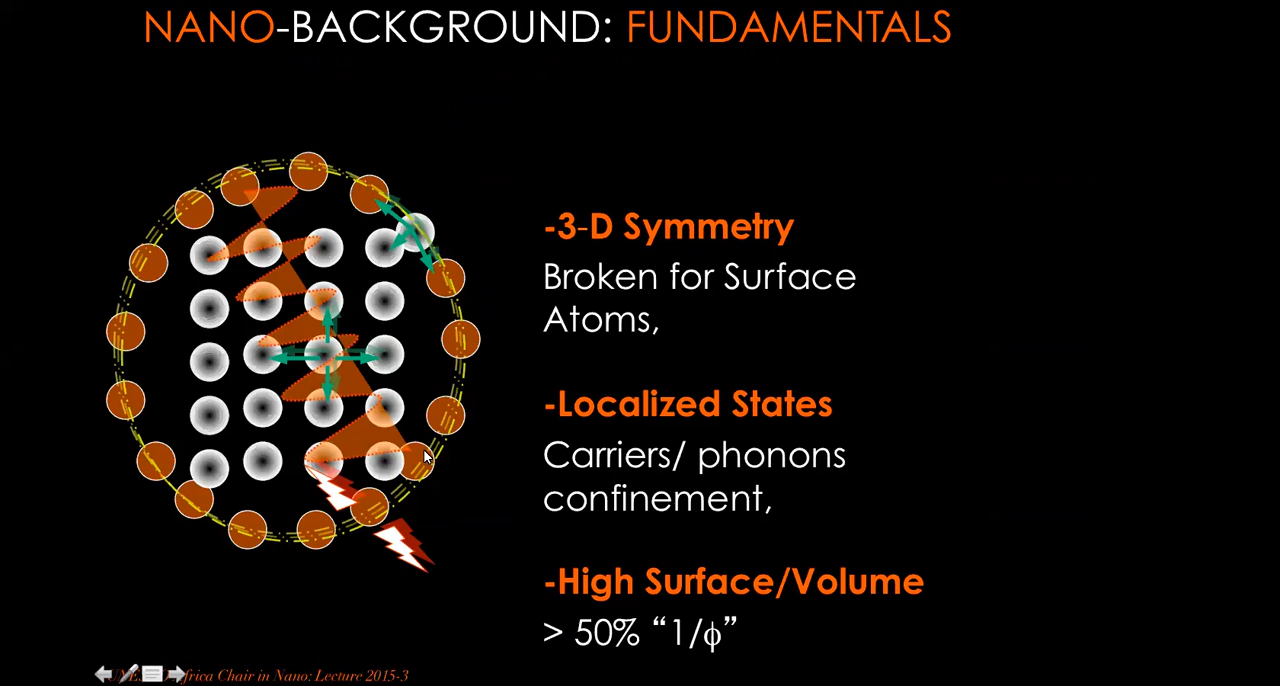 NANO-BACKGROUND: FUNDAMENTALS
-3-D Symmetry
Broken for Surface
Atoms,
-Localized States
Carriers/ phonons
confinement,
-High Surface/Volume
> 50% “1/ϕ”
Chair in Nano: Lecture 2015-3